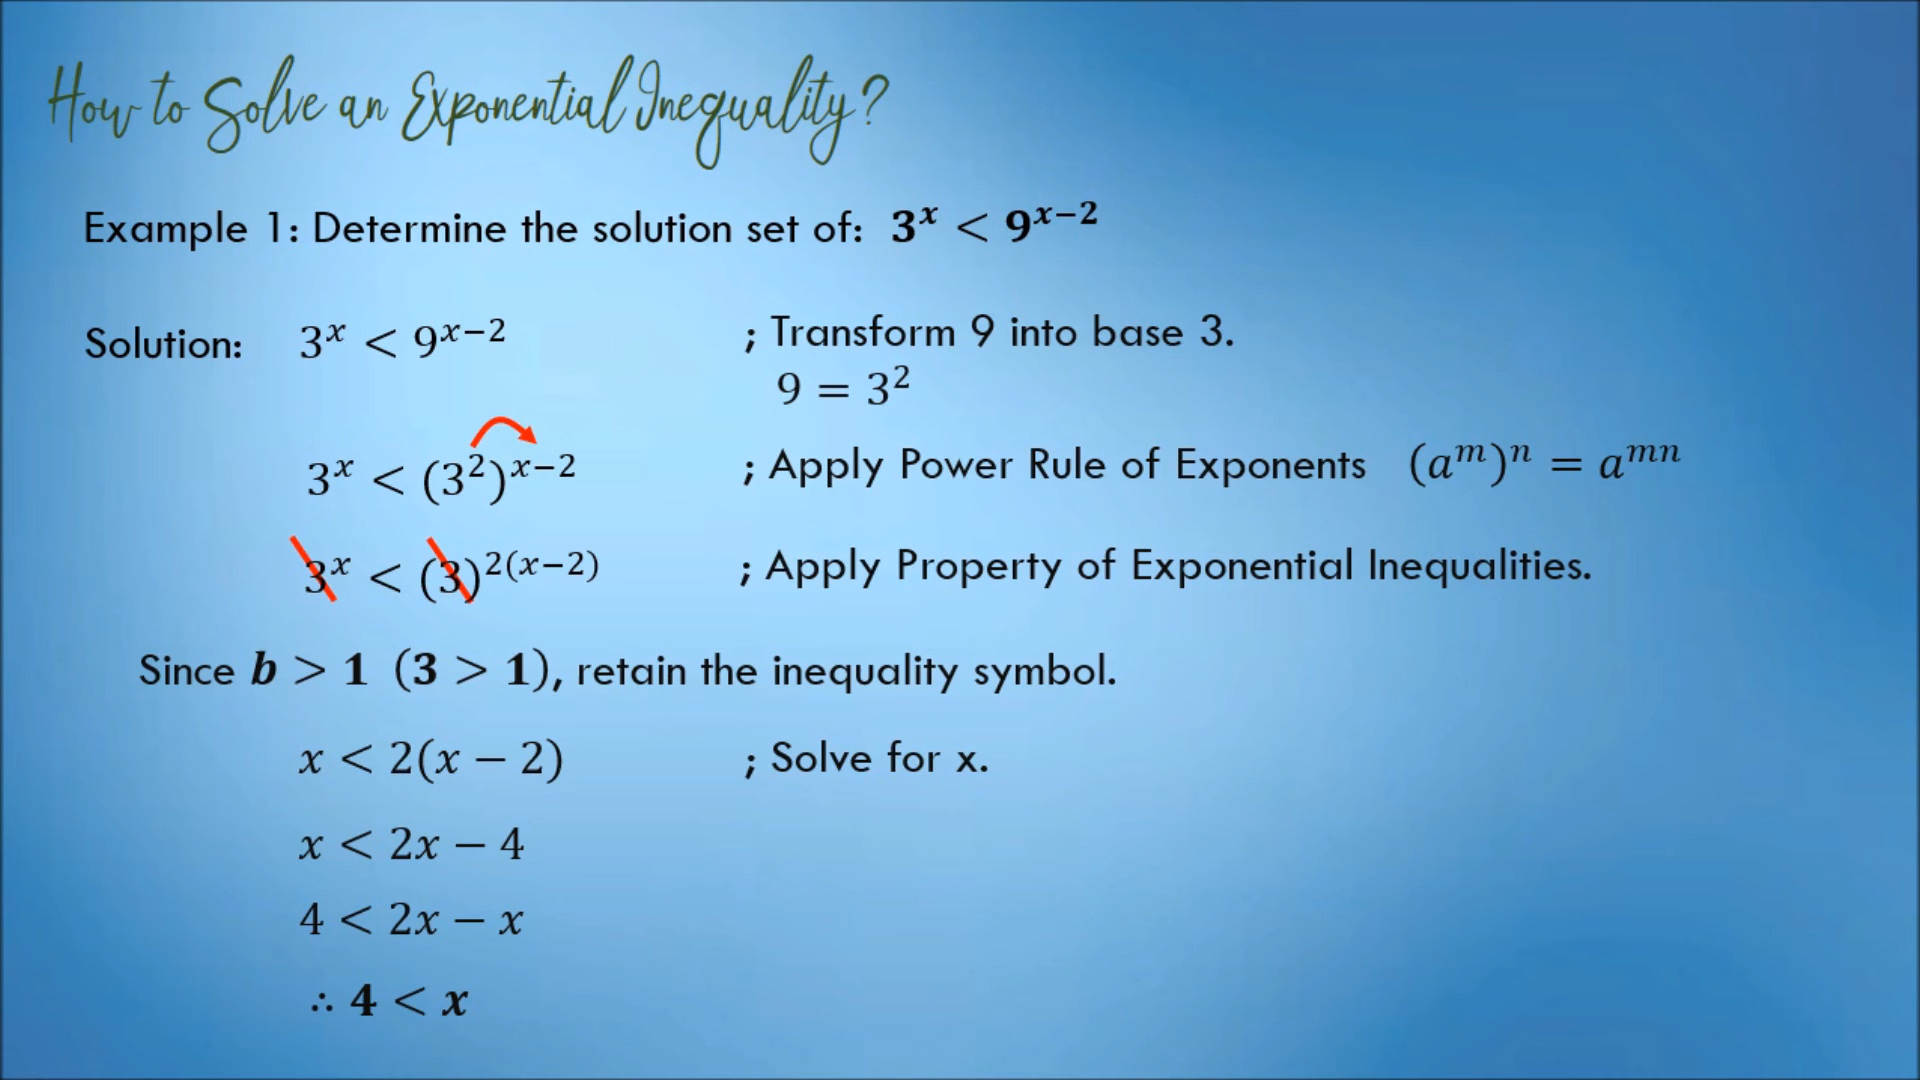 How to Solve an Exponential Inequality?
Example 1: Determine the solution set of: 3^x < 9^{x−2}
Solution: 3^x < 9^{x−2} ; Transform 9 into base 3.
9 = 3^2
3^x < (3^2)^{x−2} ; Apply Power Rule of Exponents (a^m)^n = a^{mn}
3^x < (3)^{2(x−2)} ; Apply Property of Exponential Inequalities.
Since b > 1 (3 > 1), retain the inequality symbol.
x < 2(x − 2) ; Solve for x.
x < 2x − 4
4 < 2x − x
∴ 4 < x